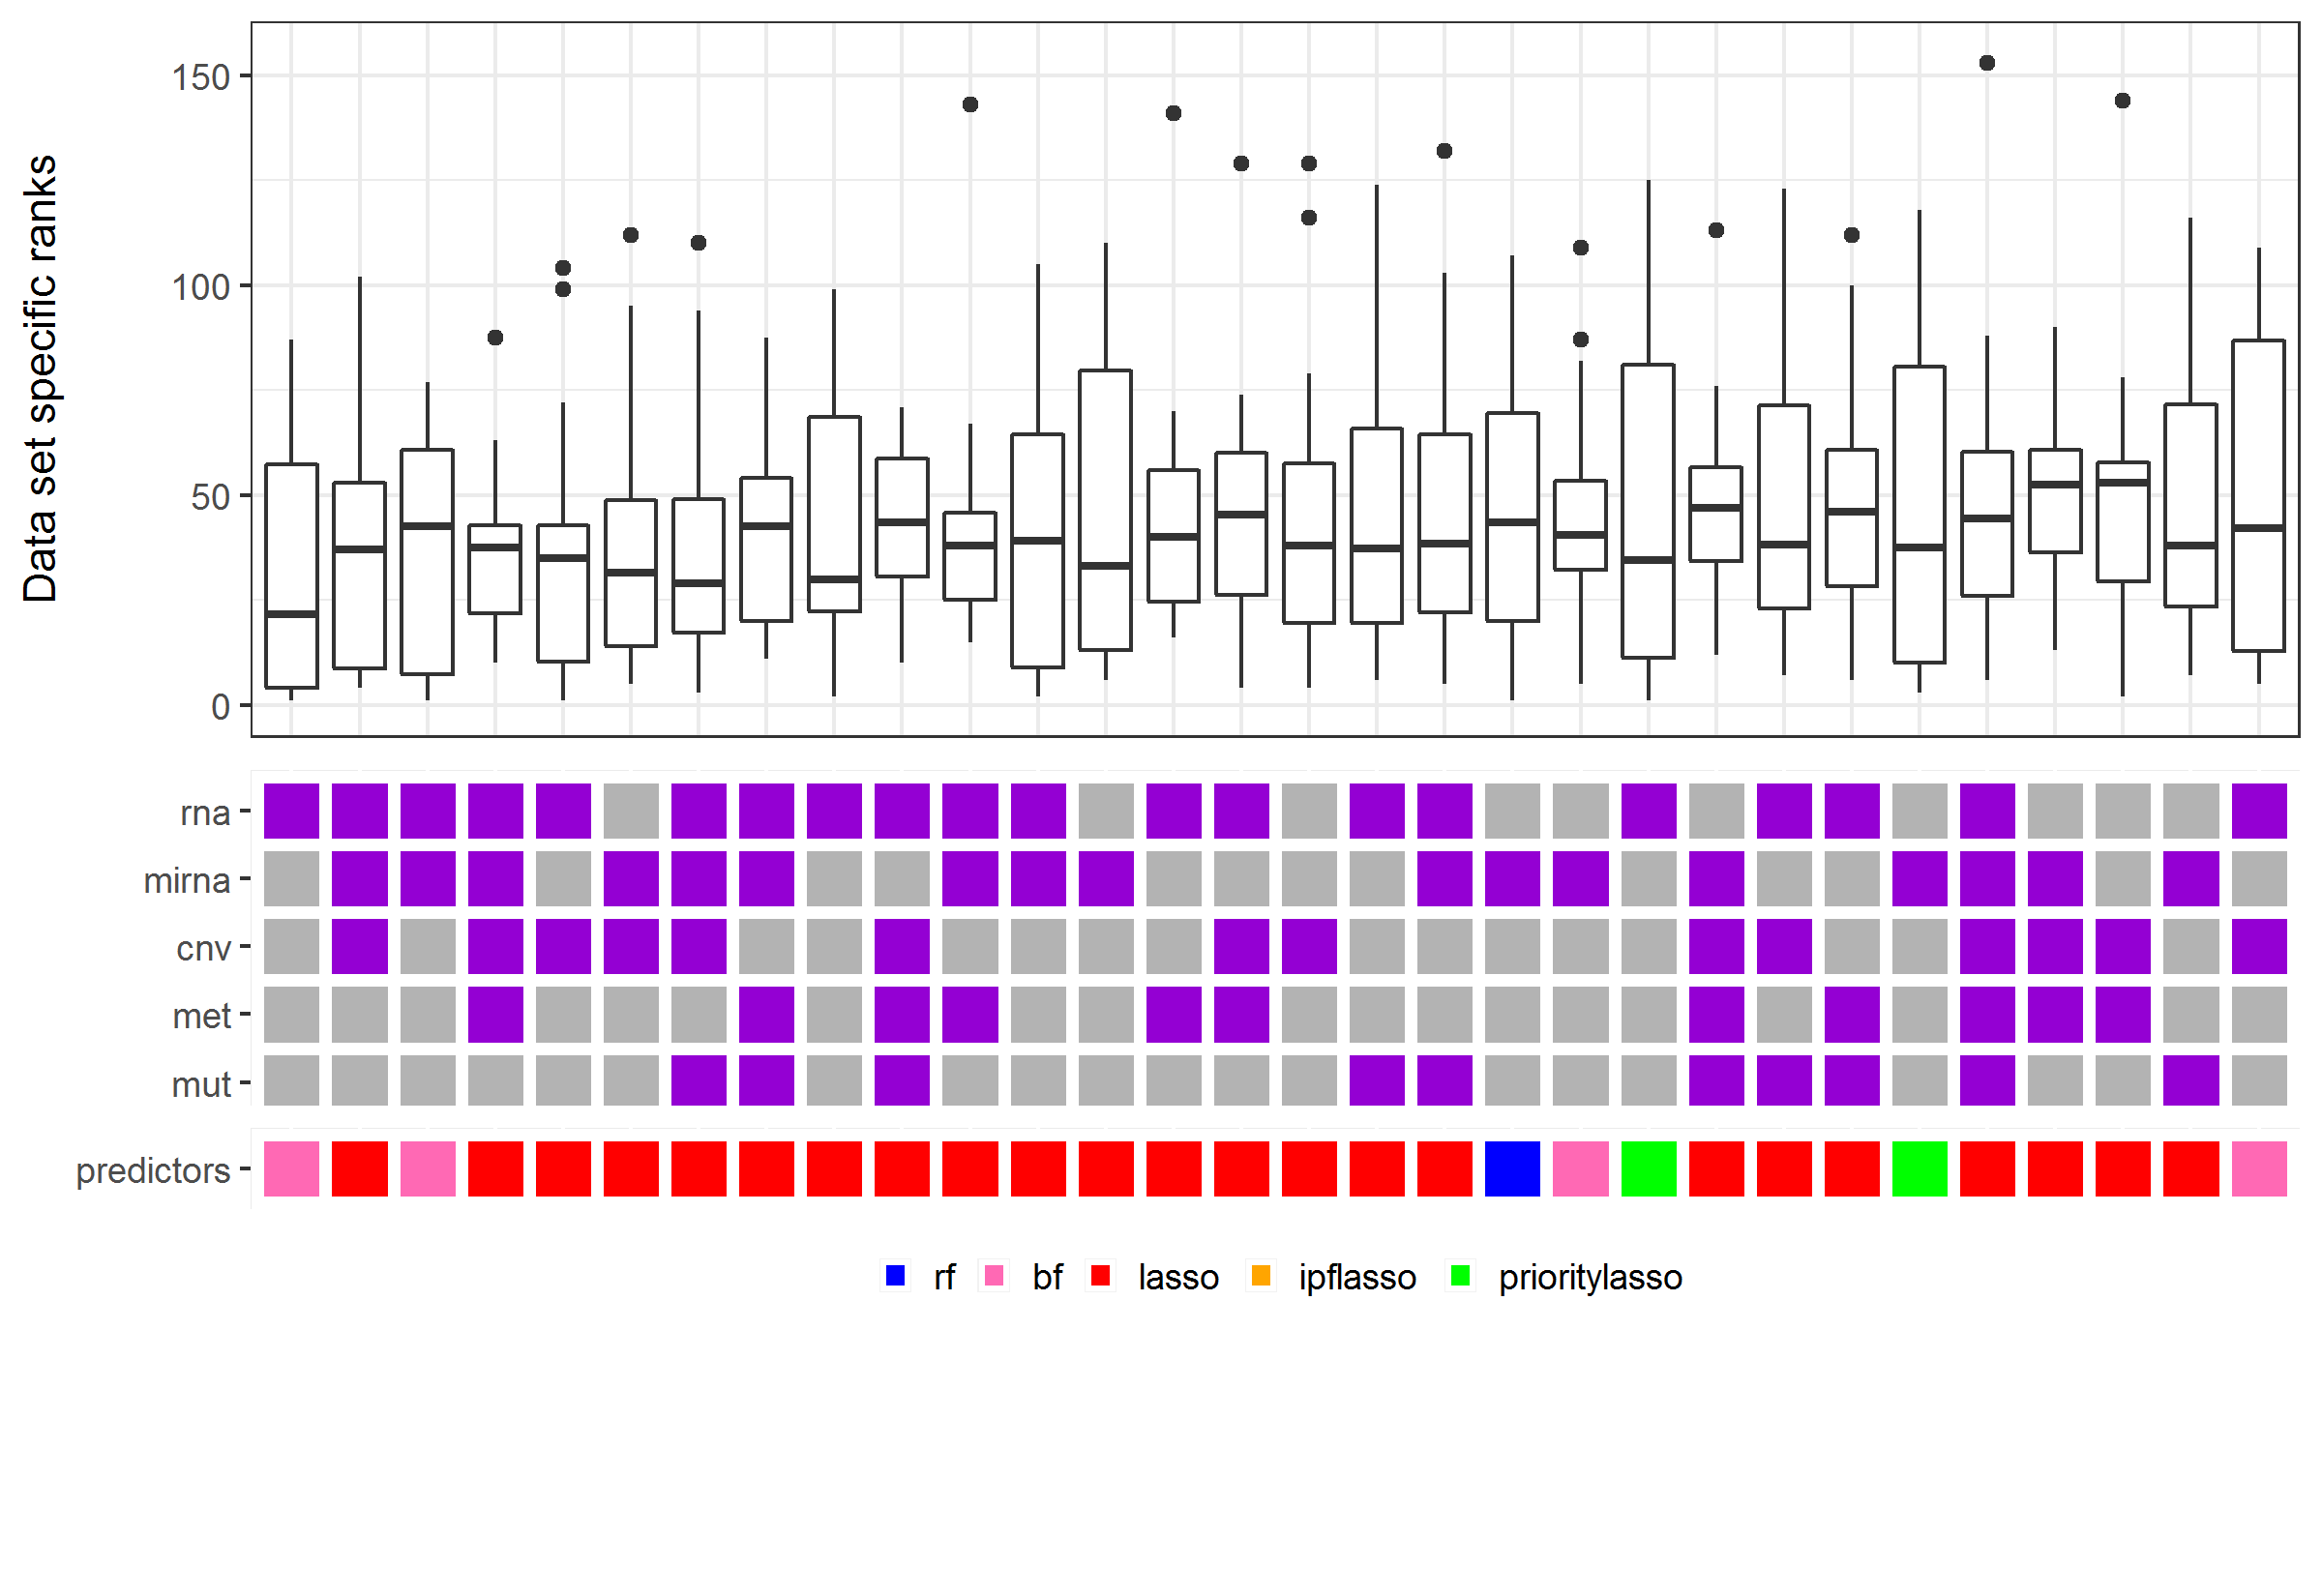 Data set specific ranks
150
100
50
0
rna
mirna
cnv
met
mut
predictors
rf bf lasso ipflasso prioritylasso